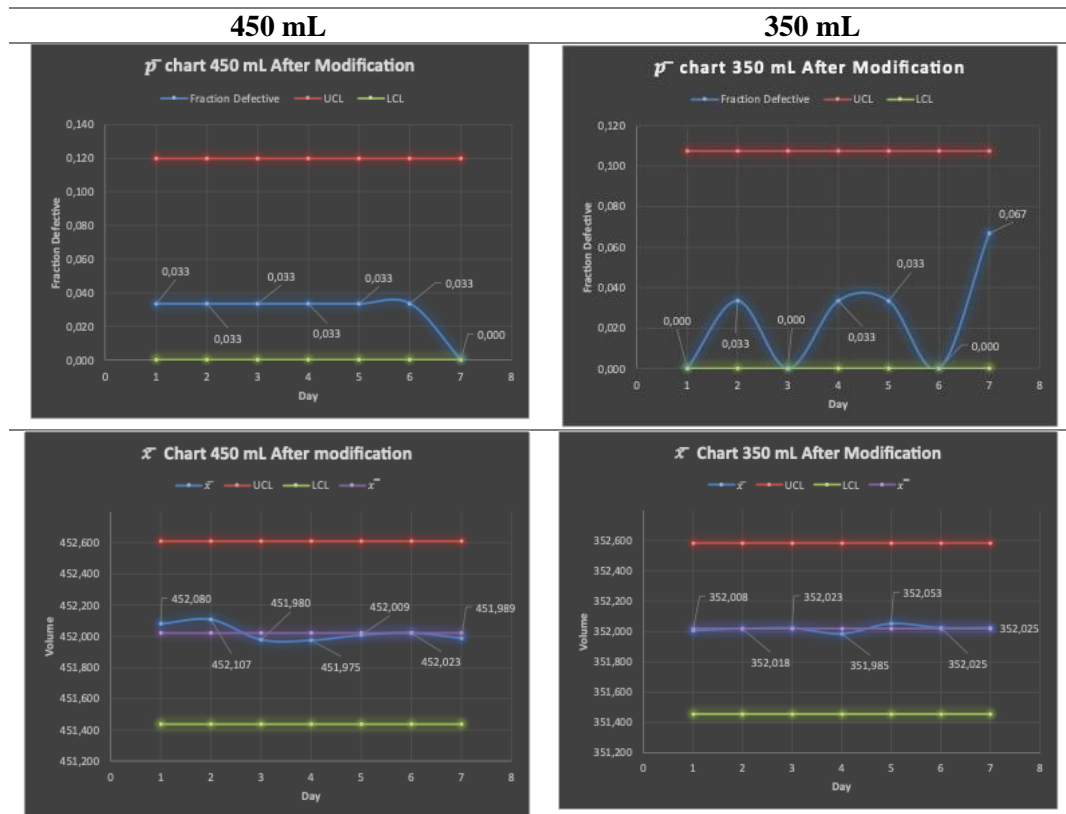 450 mL
350 mL
p̄ chart 450 mL After Modification
Fraction Defective UCL LCL
0,140
0,120
0,100
0,080
0,060
0,040
0,020
0,000
Fraction Defective
0,033
0,033
0,033
0,033
0,033
0,033
0,000
0 1 2 3 4 5 6 7 8
Day
p̄ chart 350 mL After Modification
Fraction Defective UCL LCL
0,120
0,100
0,080
0,060
0,040
0,020
0,000
Fraction Defective
0,000
0,033
0,000
0,033
0,033
0,000
0,067
0 1 2 3 4 5 6 7 8
Day
x̄ Chart 450 mL After modification
x̄ UCL LCL x̿
452,600
452,400
452,200
452,000
451,800
451,600
451,400
451,200
Volume
452,080
452,107
451,980
451,975
452,009
452,023
451,989
0 1 2 3 4 5 6 7 8
Day
x̄ Chart 350 mL After Modification
x̄ UCL LCL x̿
352,600
352,400
352,200
352,000
351,800
351,600
351,400
351,200
Volume
352,008
352,018
352,023
351,985
352,053
352,025
352,025
0 1 2 3 4 5 6 7 8
Day